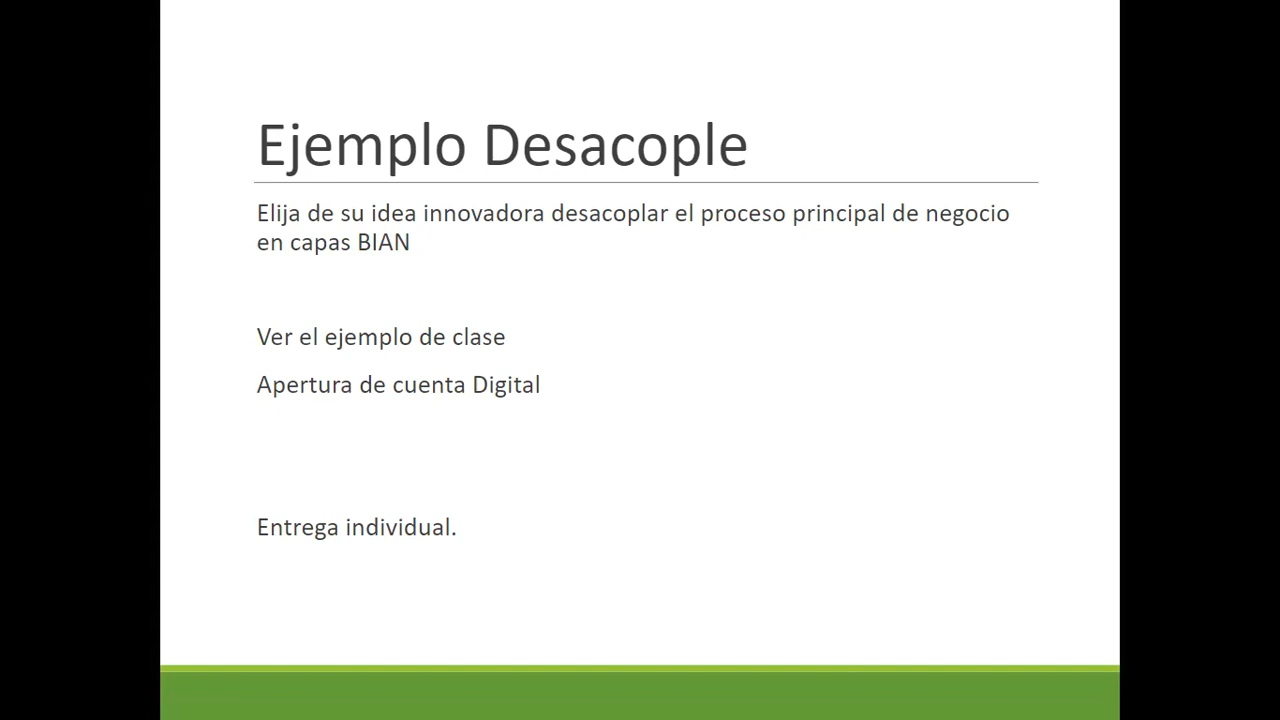 Ejemplo Desacople
Elija de su idea innovadora desacoplar el proceso principal de negocio
en capas BIAN
Ver el ejemplo de clase
Apertura de cuenta Digital
Entrega individual.